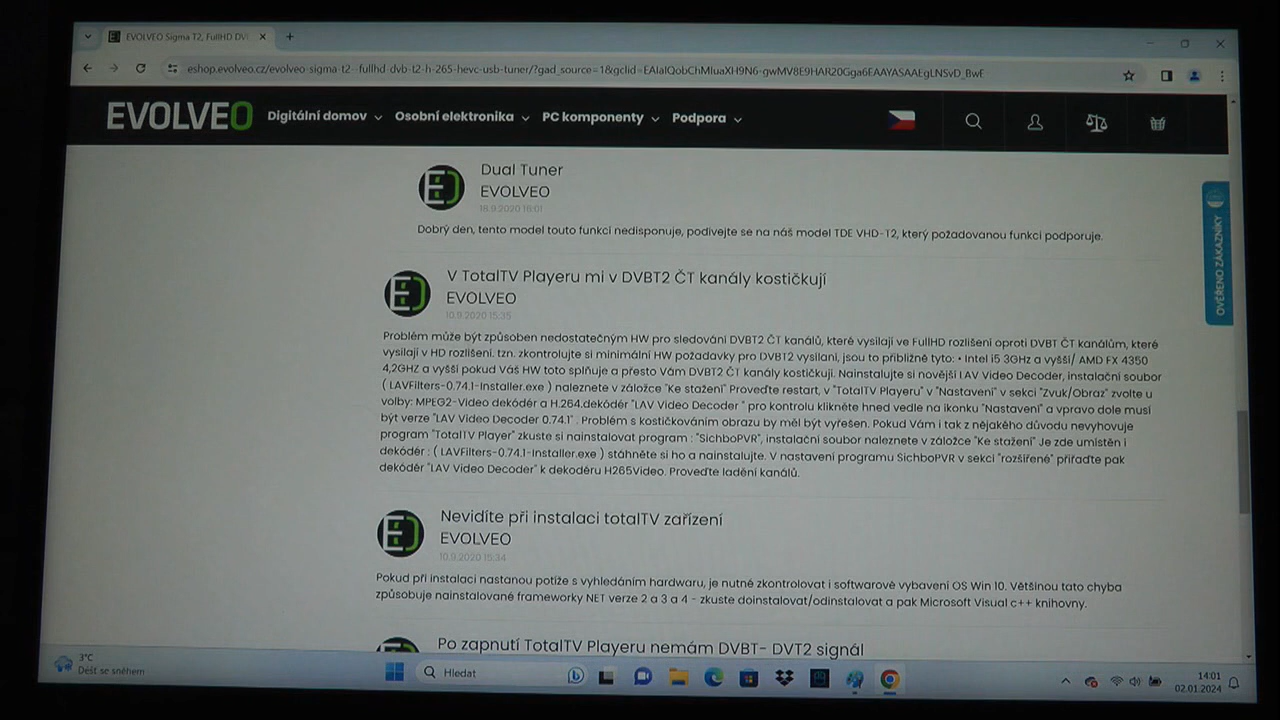 EVOLVEO Sigma T2, FullHD DV
eshop.evolveo.cz/evolveo-sigma-t2--fullhd-dvb-t2-h-265-hevc-usb-tuner/?gad_source=1&gclid=EAIaIQobChMIuaXH9N6-gwMV8E9HAR20Gga6EAAYASAAEgLNSvD_BwE
EVOLVEO Digitální domov Osobní elektronika PC komponenty Podpora
Dual Tuner
EVOLVEO
18.9.2020 16:01
Dobrý den, tento model touto funkcí nedisponuje, podívejte se na náš model TDE VHD-T2, který požadovanou funkci podporuje.
OVĚŘENO ZÁKAZNÍKY
V TotalTV Playeru mi v DVBT2 ČT kanály kostičkují
EVOLVEO
10.9.2020 15:35
Problém může být způsoben nedostatečným HW pro sledování DVBT2 ČT kanálů, které vysílají ve FullHD rozlišení oproti DVBT ČT kanálům, které
vysílají v HD rozlišení. tzn. zkontrolujte si minimální HW požadavky pro DVBT2 vysílaní, jsou to přibližně tyto: • Intel i5 3GHz a vyšší/ AMD FX 4350
4,2GHZ a vyšší pokud Váš HW toto splňuje a přesto Vám DVBT2 ČT kanály kostičkují. Nainstalujte si novější LAV Video Decoder, instalační soubor
( LAVFilters-0.74.1-Installer.exe ) naleznete v záložce "Ke stažení" Proveďte restart, v "TotalTV Playeru" v "Nastavení" v sekci "Zvuk/Obraz" zvolte u
volby: MPEG2-Video dekódér a H.264.dekódér "LAV Video Decoder " pro kontrolu klikněte hned vedle na ikonku "Nastavení" a vpravo dole musí
být verze "LAV Video Decoder 0.74.1" . Problém s kostičkováním obrazu by měl být vyřešen. Pokud Vám i tak z nějakého důvodu nevyhovuje
program "TotalTV Player" zkuste si nainstalovat program : "SichboPVR", instalační soubor naleznete v záložce "Ke stažení" Je zde umístěn i
dekódér : ( LAVFilters-0.74.1-Installer.exe ) stáhněte si ho a nainstalujte. V nastavení programu SichboPVR v sekci "rozšířené" přiřaďte pak
dekódér "LAV Video Decoder" k dekodéru H265Video. Proveďte ladění kanálů.
Nevidíte při instalaci totalTV zařízení
EVOLVEO
10.9.2020 15:34
Pokud při instalaci nastanou potíže s vyhledáním hardwaru, je nutné zkontrolovat i softwarové vybavení OS Win 10. Většinou tato chyba
způsobuje nainstalované frameworky NET verze 2 a 3 a 4 - zkuste doinstalovat/odinstalovat a pak Microsoft Visual c++ knihovny.
Po zapnutí TotalTV Playeru nemám DVBT- DVT2 signál
3°C
Déšť se sněhem
Hledat
14:01
02.01.2024